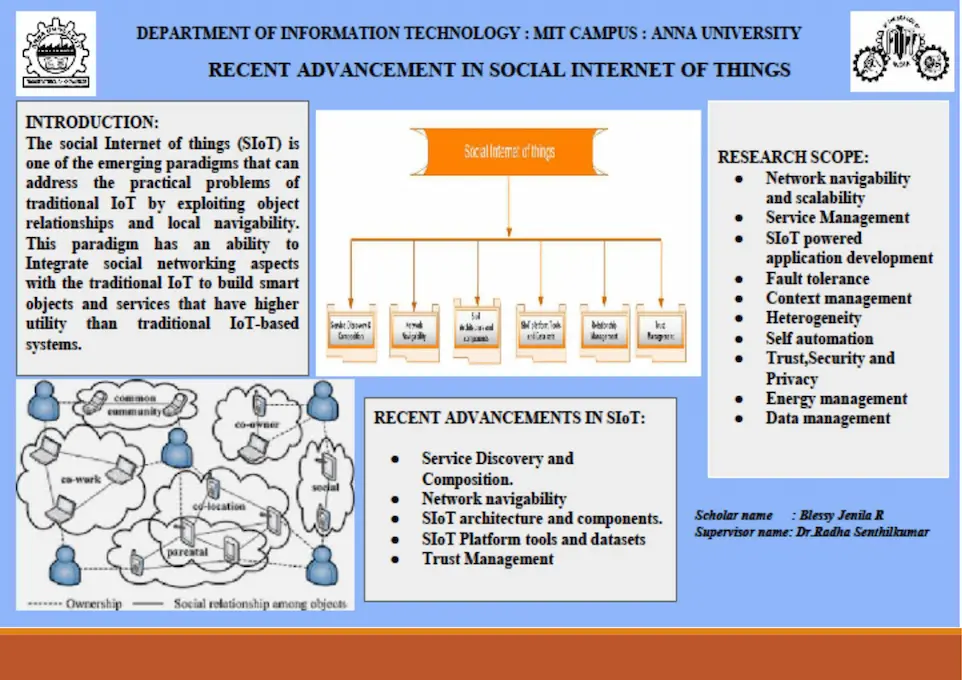 DEPARTMENT OF INFORMATION TECHNOLOGY : MIT CAMPUS : ANNA UNIVERSITY
RECENT ADVANCEMENT IN SOCIAL INTERNET OF THINGS
INTRODUCTION:
The social Internet of things (SIoT) is
one of the emerging paradigms that can
address the practical problems of
traditional IoT by exploiting object
relationships and local navigability.
This paradigm has an ability to
Integrate social networking aspects
with the traditional IoT to build smart
objects and services that have higher
utility than traditional IoT-based
systems.
Social Internet of things
Service Discovery &
Composition
Network
Navigability
SIoT
Architecture and
components
SIoT platform Tools
and Datasets
Relationship
Management
Trust
Management
RESEARCH SCOPE:
● Network navigability
and scalability
● Service Management
● SIoT powered
application development
● Fault tolerance
● Context management
● Heterogeneity
● Self automation
● Trust,Security and
Privacy
● Energy management
● Data management
common
community
co-owner
co-work
social
co-location
parental
Ownership
Social relationship among objects
RECENT ADVANCEMENTS IN SIoT:
● Service Discovery and
Composition.
● Network navigability
● SIoT architecture and components.
● SIoT Platform tools and datasets
● Trust Management
Scholar name : Blessy Jenila R
Supervisor name: Dr.Radha Senthilkumar